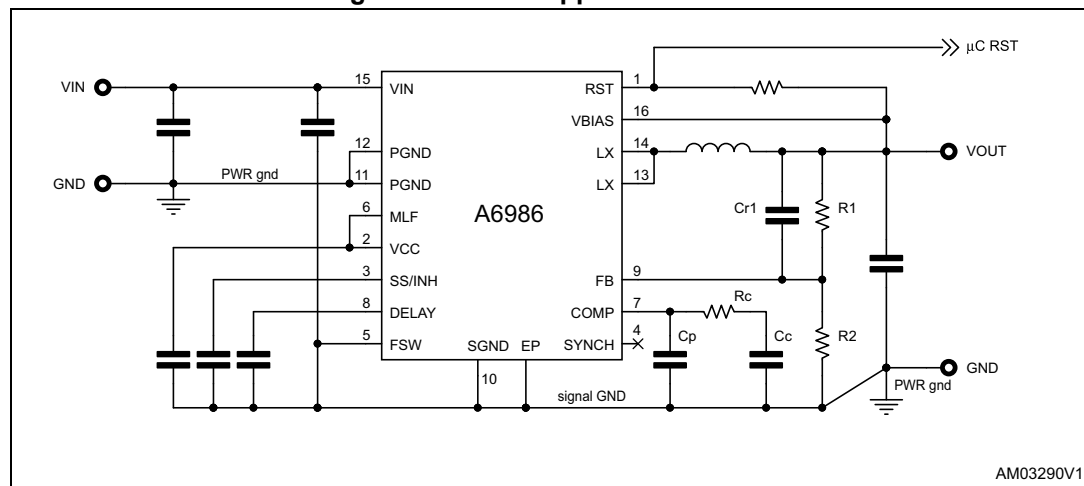 μC RST
VIN
15
VIN
RST
1
VBIAS
16
12
PGND
LX
14
VOUT
GND
PWR gnd
11
PGND
LX
13
6
MLF
A6986
Cr1
R1
2
VCC
3
SS/INH
FB
9
8
DELAY
COMP
7
Rc
5
FSW
SGND
EP
SYNCH
4
Cp
Cc
R2
10
GND
PWR gnd
signal GND
AM03290V1